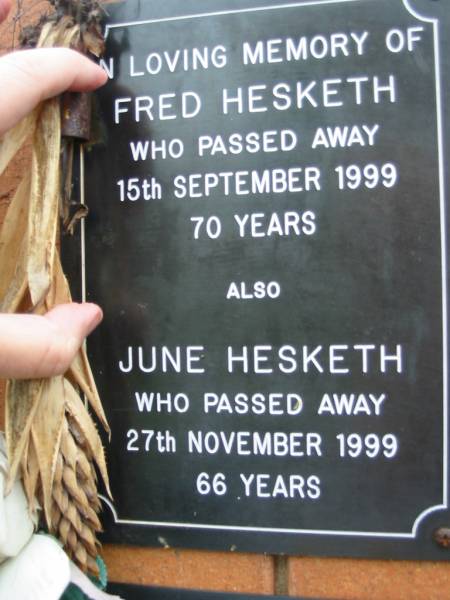 N LOVING MEMORY OF
FRED HESKETH
WHO PASSED AWAY
15th SEPTEMBER 1999
70 YEARS
ALSO
JUNE HESKETH
WHO PASSED AWAY
27th NOVEMBER 1999
66 YEARS